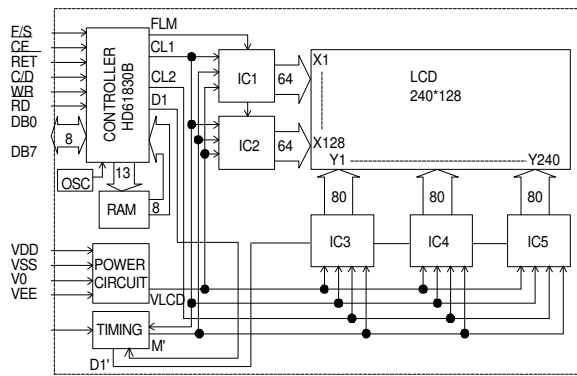 F/S
CE
RET
C/D
WR
RD
DB0
8
DB7
CONTROLLER
HD61830B
FLM
CL1
CL2
D1
OSC
13
RAM
8
IC1
64
IC2
64
X1
LCD
240*128
X128
Y1
Y240
80
80
80
IC3
IC4
IC5
VDD
VSS
V0
VEE
POWER
CIRCUIT
VLCD
TIMING
M'
D1'